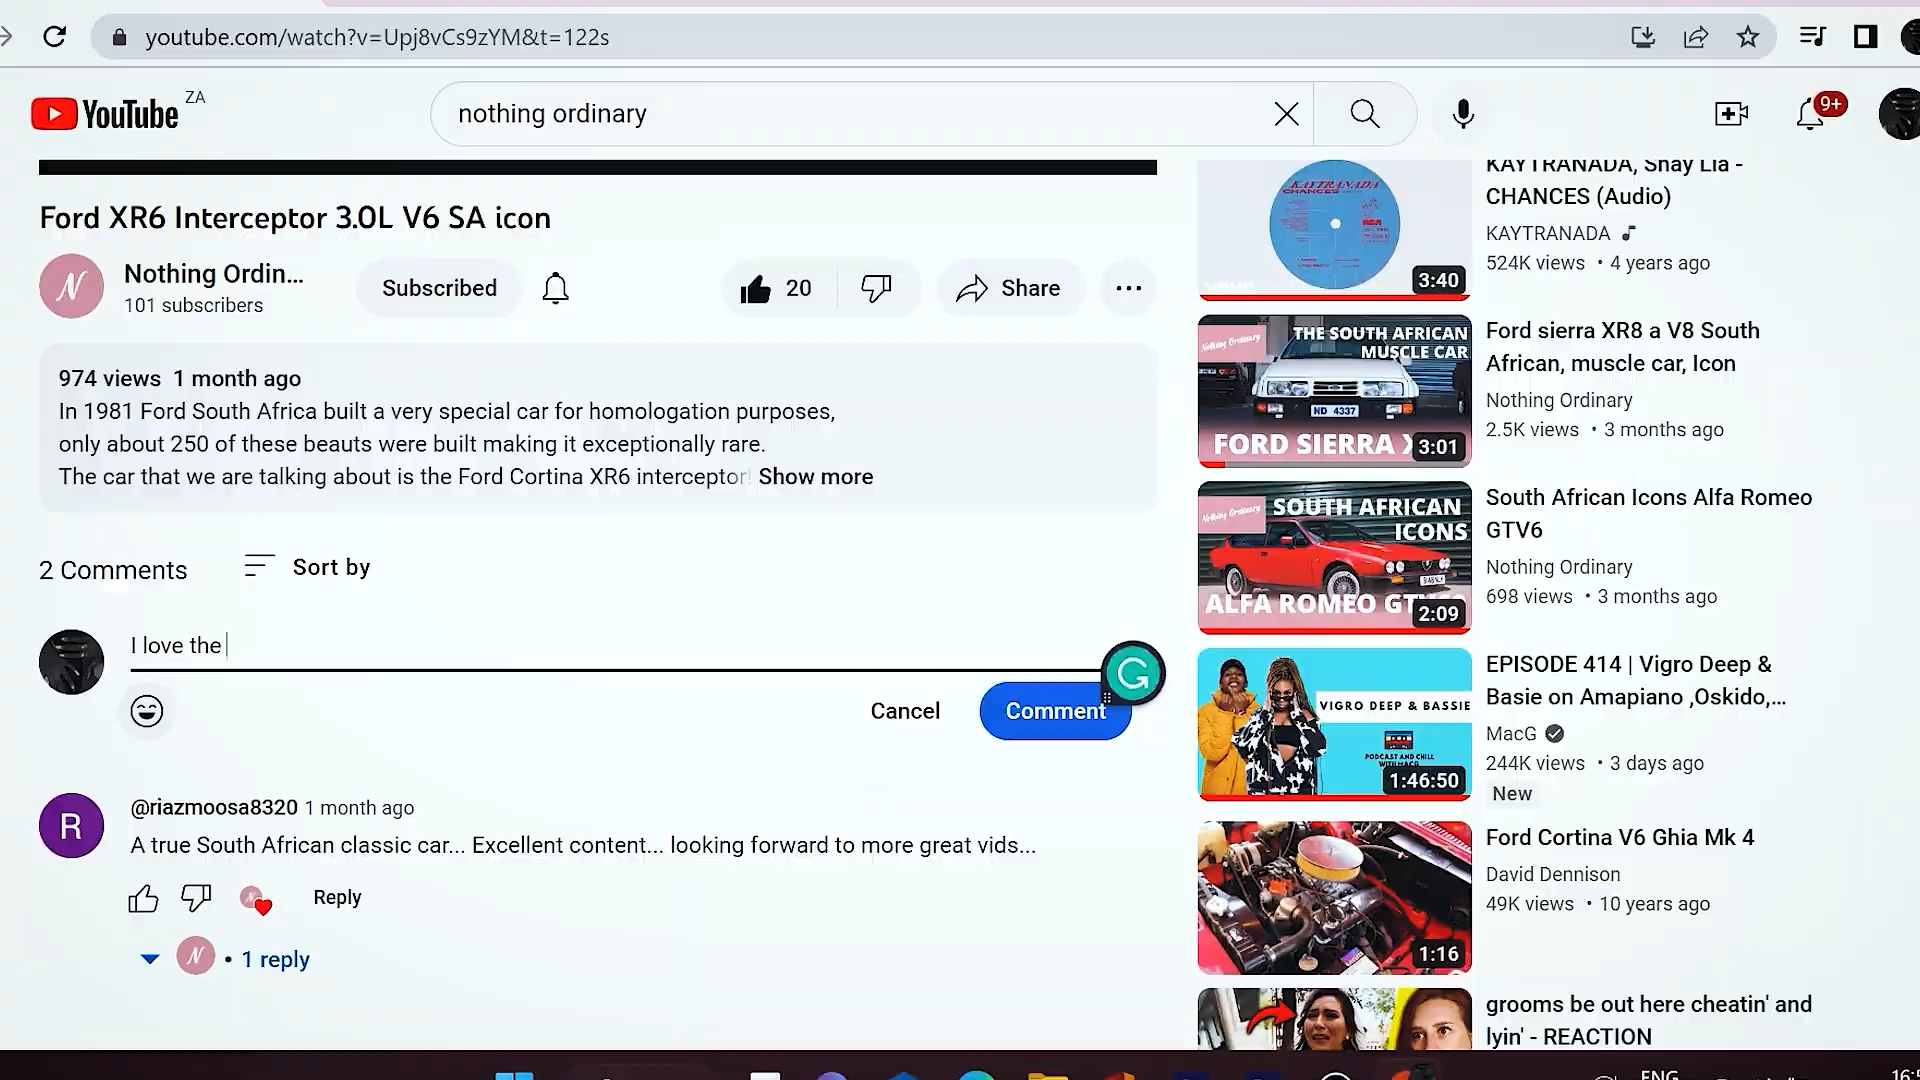 youtube.com/watch?v=Upj8vCs9zYM&t=122s
YouTube ZA
nothing ordinary
9+
Ford XR6 Interceptor 3.0L V6 SA icon
N
Nothing Ordin...
101 subscribers
Subscribed
20
Share
974 views 1 month ago
In 1981 Ford South Africa built a very special car for homologation purposes,
only about 250 of these beauts were built making it exceptionally rare.
The car that we are talking about is the Ford Cortina XR6 interceptor! Show more
2 Comments
Sort by
I love the
Cancel
Comment
R
@riazmoosa8320 1 month ago
A true South African classic car... Excellent content... looking forward to more great vids...
Reply
N
• 1 reply
KAYTRANADA
CHANCES
3:40
KAYTRANADA, Shay Lia -
CHANCES (Audio)
KAYTRANADA
524K views • 4 years ago
Nothing Ordinary
THE SOUTH AFRICAN
MUSCLE CAR
ND 4337
FORD SIERRA X
3:01
Ford sierra XR8 a V8 South
African, muscle car, Icon
Nothing Ordinary
2.5K views • 3 months ago
Nothing Ordinary
SOUTH AFRICAN
ICONS
ALFA ROMEO GT
2:09
South African Icons Alfa Romeo
GTV6
Nothing Ordinary
698 views • 3 months ago
VIGRO DEEP & BASSIE
PODCAST AND CHILL
WITH MACG
1:46:50
EPISODE 414 | Vigro Deep &
Basie on Amapiano ,Oskido,...
MacG
244K views • 3 days ago
New
1:16
Ford Cortina V6 Ghia Mk 4
David Dennison
49K views • 10 years ago
grooms be out here cheatin' and
lyin' - REACTION
ENG